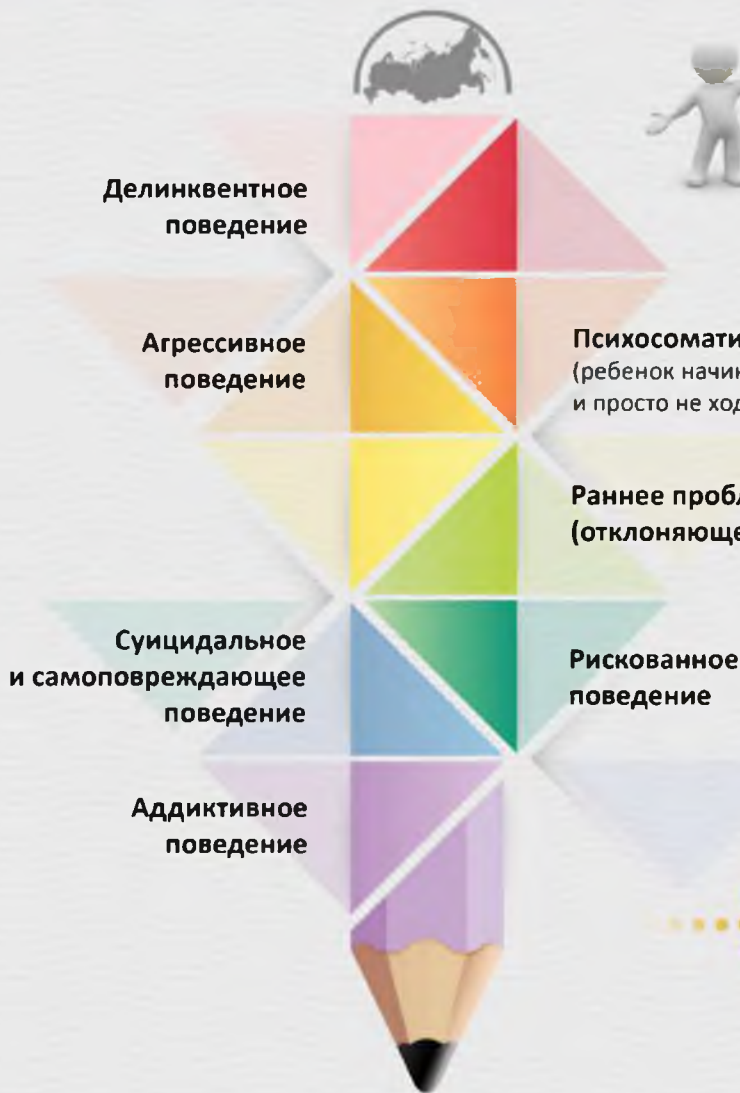 Делинквентное
поведение
Агрессивное
поведение
(ребенок
и просто не
Раннее
Суицидальное
и самоповреждающее
поведение
Рискованное
поведение
Аддиктивное
поведение